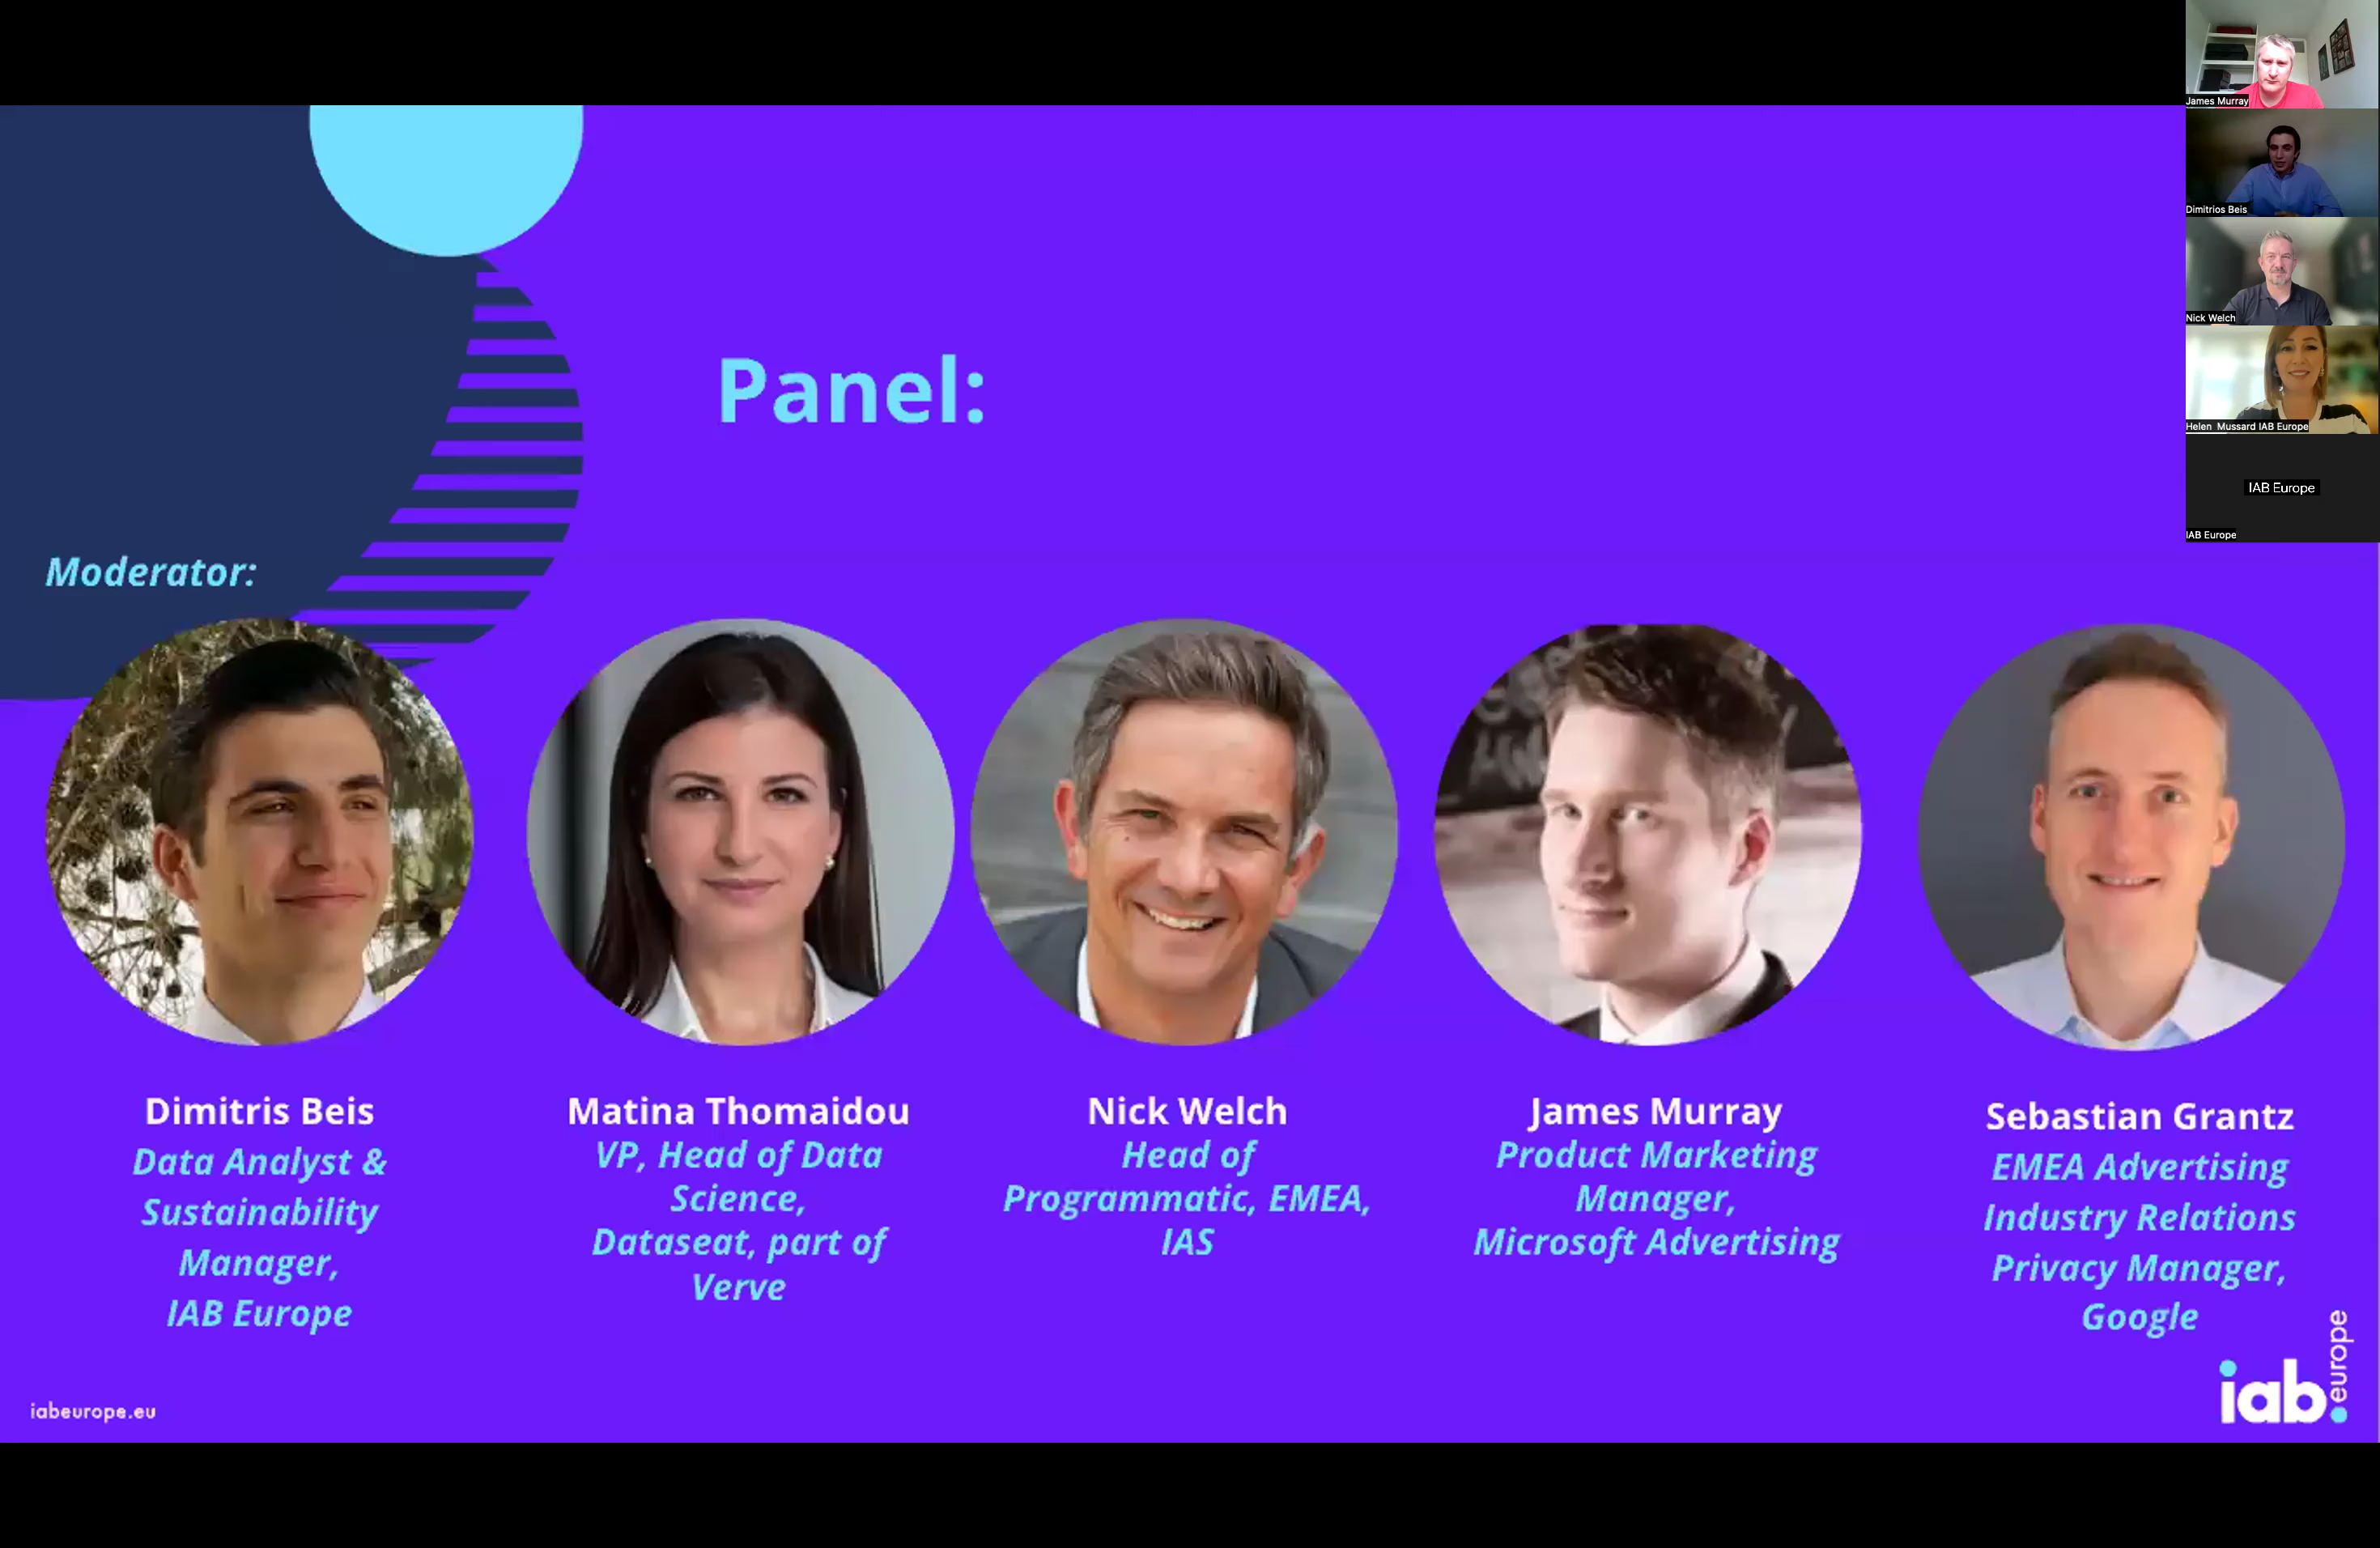 Panel:
Moderator:
Dimitris Beis
Data Analyst &
Sustainability
Manager,
IAB Europe
Matina Thomaidou
VP, Head of Data
Science,
Dataseat, part of
Verve
Nick Welch
Head of
Programmatic, EMEA,
IAS
James Murray
Product Marketing
Manager,
Microsoft Advertising
Sebastian Grantz
EMEA Advertising
Industry Relations
Privacy Manager,
Google
iabeurope.eu
iab.
europe
James Murray
Dimitrios Beis
Nick Welch
Helen Mussard IAB Europe
IAB Europe
IAB Europe